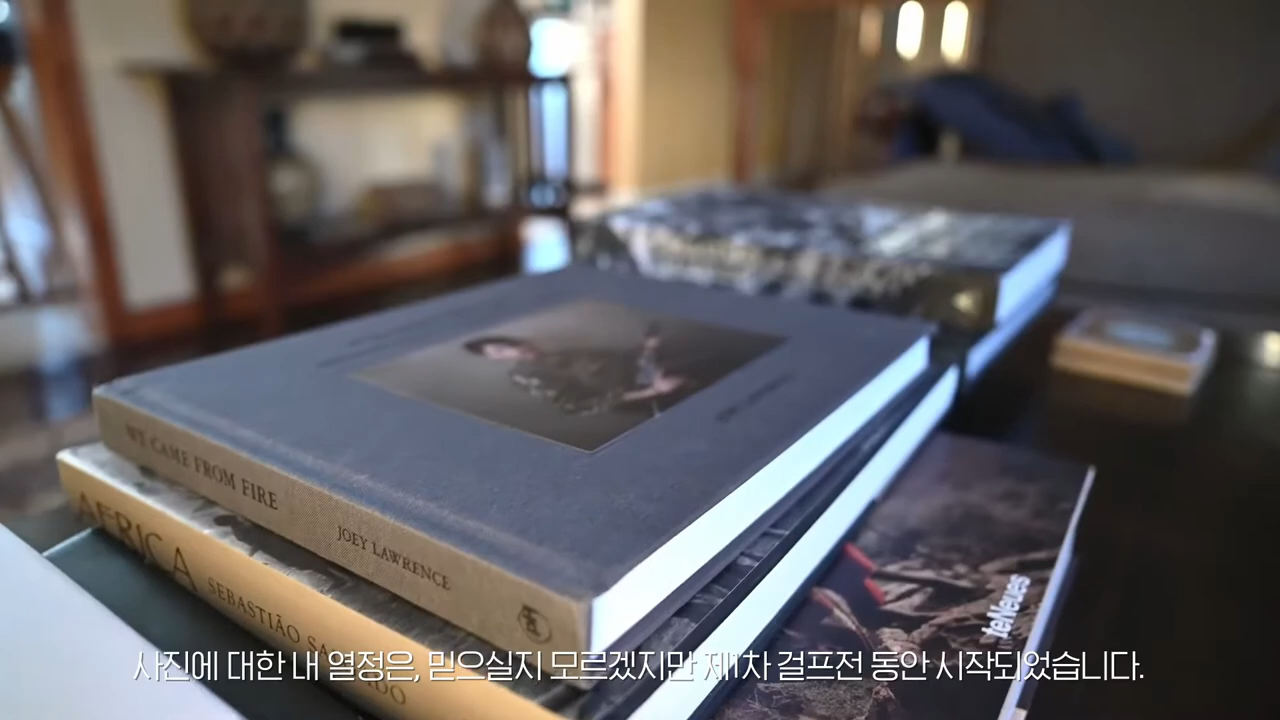 WE CAME FROM FIRE
JOEY LAWRENCE
AFRICA
SEBASTIÃO
teNeues
사진에 대한 내 열정은, 믿으실지 모르겠지만 제1차 걸프전 동안 시작되었습니다.